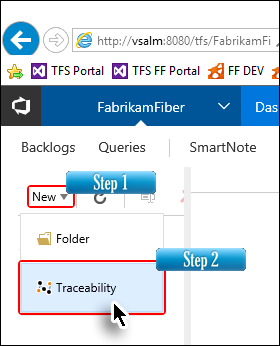 http://vsalm:8080/tfs/FabrikamFi
TFS Portal TFS FF Portal FF DEV
FabrikamFiber Das
Backlogs Queries SmartNote
Step 1
New
Folder
Step 2
Traceability